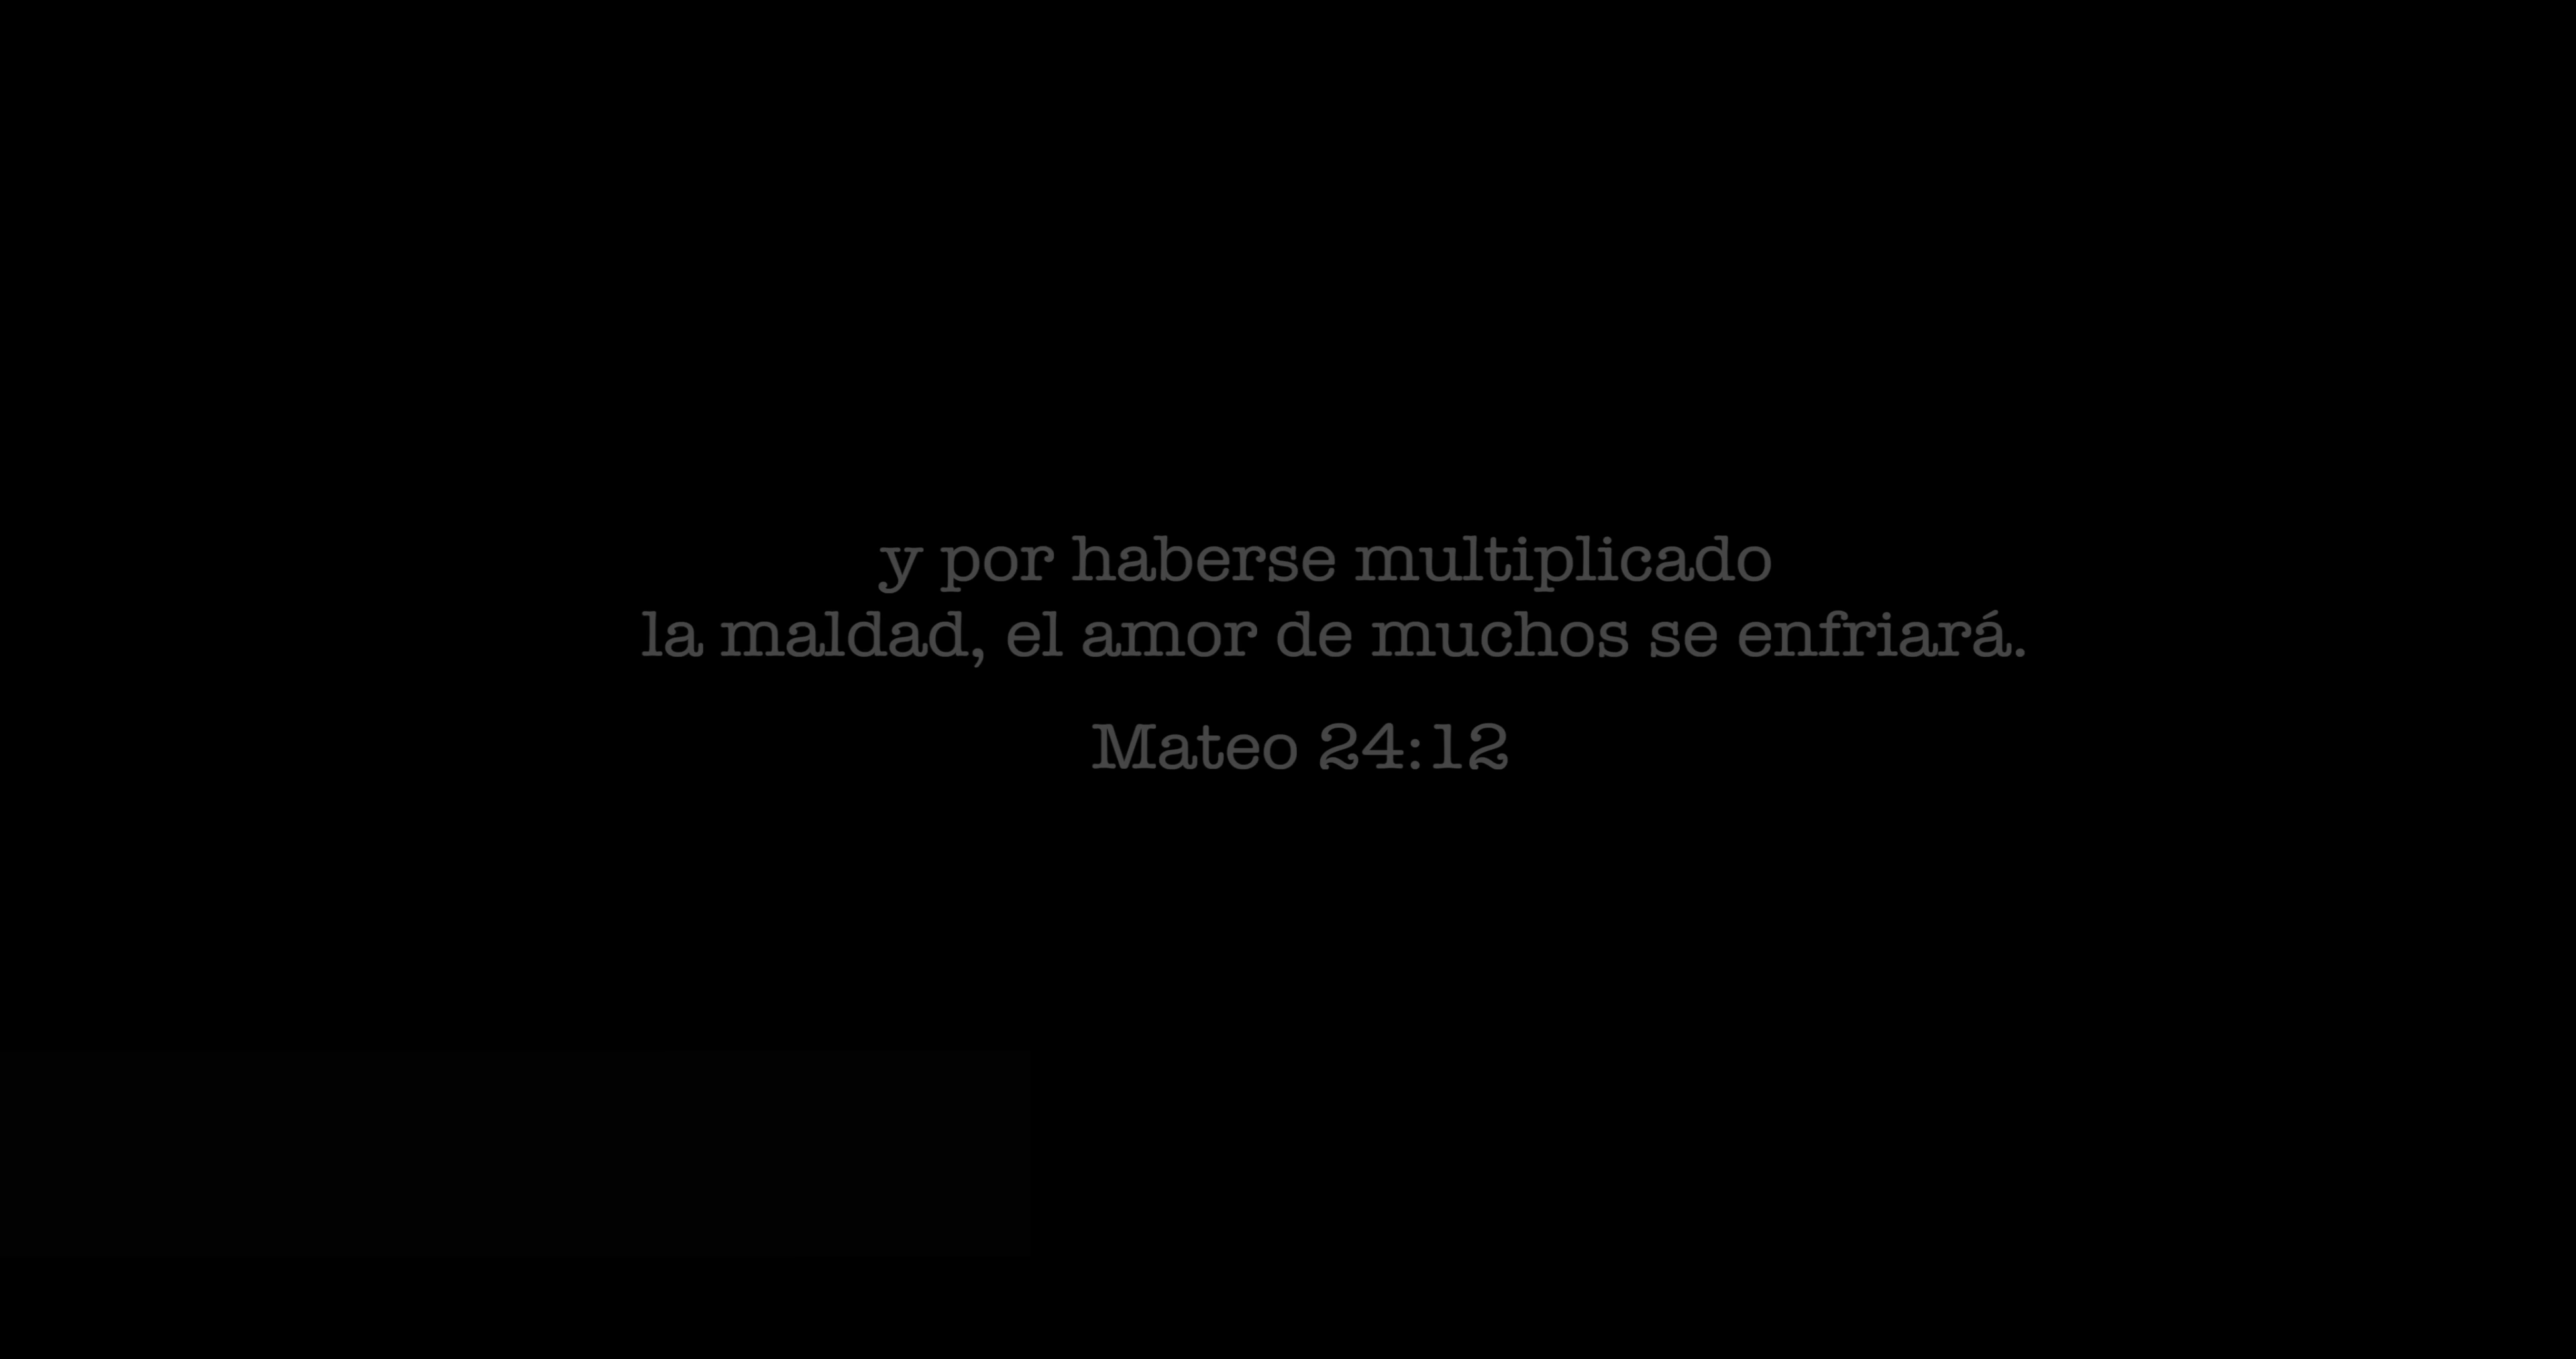 y por haberse multiplicado
la maldad, el amor de muchos se enfriará.
Mateo 24:12